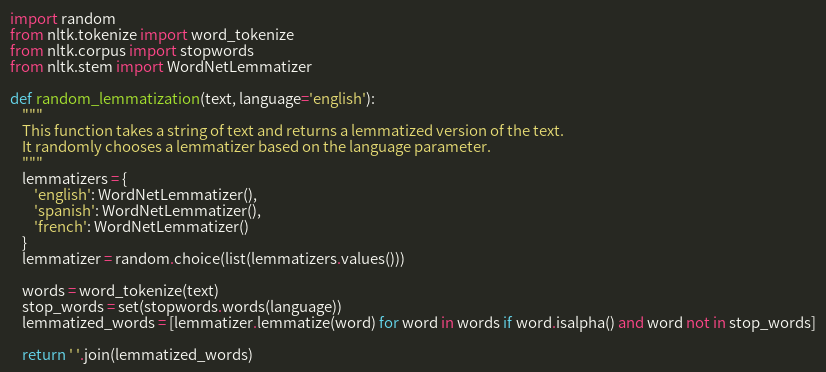 import random
from nltk.tokenize import word_tokenize
from nltk.corpus import stopwords
from nltk.stem import WordNetLemmatizer

def random_lemmatization(text, language='english'):
    """
    This function takes a string of text and returns a lemmatized version of the text.
    It randomly chooses a lemmatizer based on the language parameter.
    """
    lemmatizers = {
        'english': WordNetLemmatizer(),
        'spanish': WordNetLemmatizer(),
        'french': WordNetLemmatizer()
    }
    lemmatizer = random.choice(list(lemmatizers.values()))

    words = word_tokenize(text)
    stop_words = set(stopwords.words(language))
    lemmatized_words = [lemmatizer.lemmatize(word) for word in words if word.isalpha() and word not in stop_words]

    return ' '.join(lemmatized_words)